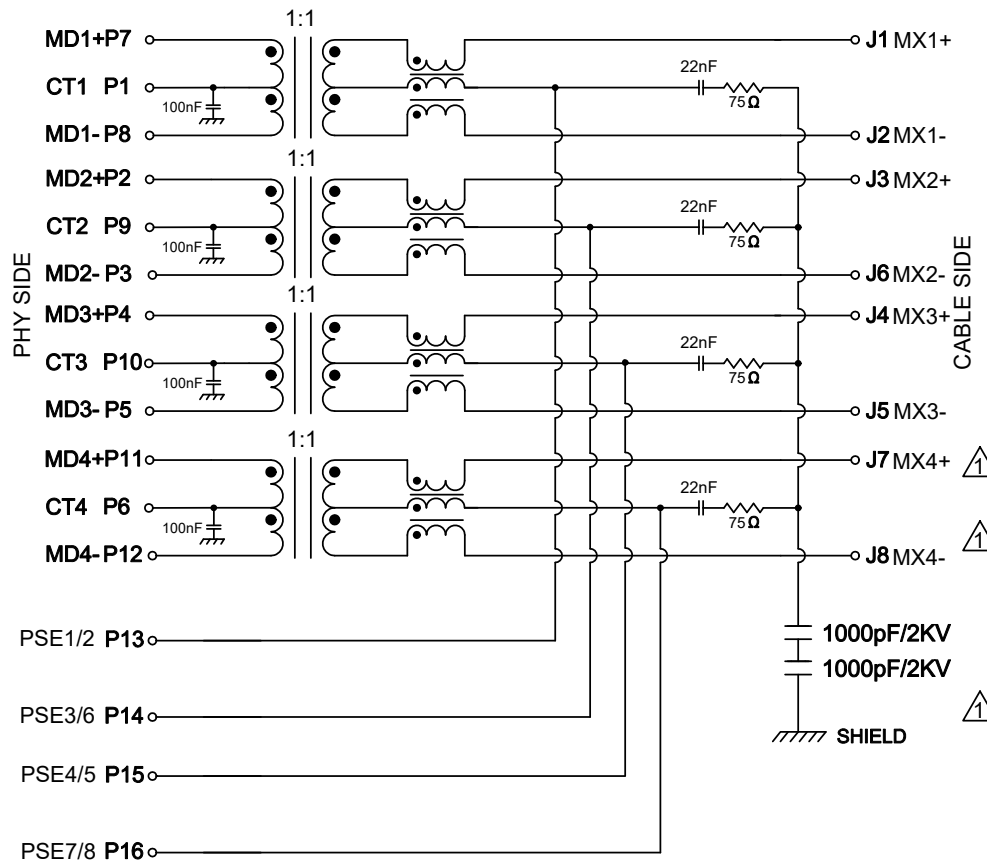 1:1
MD1+P7
J1 MX1+
22nF
CT1 P1
100nF
75Ω
MD1- P8
J2 MX1-
1:1
MD2+P2
J3 MX2+
22nF
CT2 P9
100nF
75Ω
MD2- P3
J6 MX2-
1:1
MD3+P4
J4 MX3+
22nF
CT3 P10
100nF
75Ω
MD3- P5
J5 MX3-
1:1
MD4+P11
J7 MX4+
1
22nF
CT4 P6
100nF
75Ω
1
MD4- P12
J8 MX4-
PHY SIDE
CABLE SIDE
PSE1/2 P13
1000pF/2KV
1000pF/2KV
PSE3/6 P14
1
SHIELD
PSE4/5 P15
PSE7/8 P16